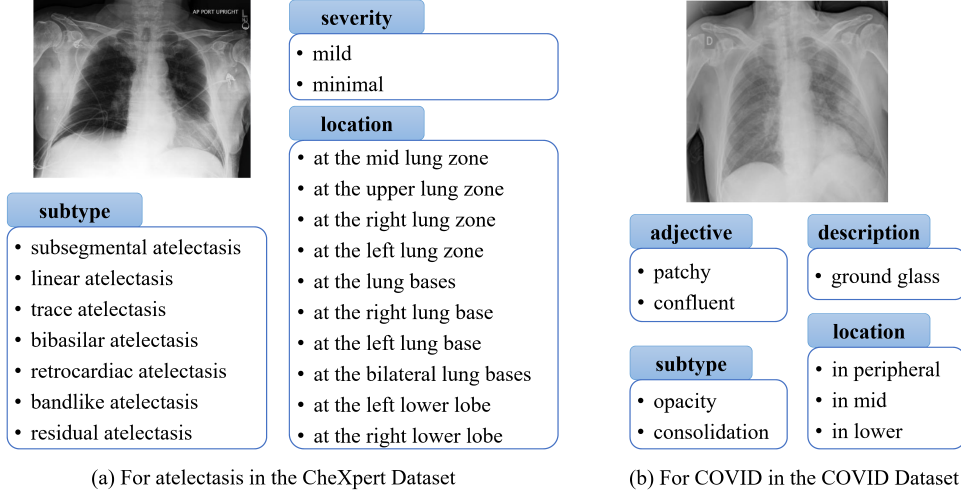 AP PORT UPRIGHT
subtype
• subsegmental atelectasis
• linear atelectasis
• trace atelectasis
• bibasilar atelectasis
• retrocardiac atelectasis
• bandlike atelectasis
• residual atelectasis
severity
• mild
• minimal
location
• at the mid lung zone
• at the upper lung zone
• at the right lung zone
• at the left lung zone
• at the lung bases
• at the right lung base
• at the left lung base
• at the bilateral lung bases
• at the left lower lobe
• at the right lower lobe
(a) For atelectasis in the CheXpert Dataset
D
adjective
• patchy
• confluent
description
• ground glass
subtype
• opacity
• consolidation
location
• in peripheral
• in mid
• in lower
(b) For COVID in the COVID Dataset